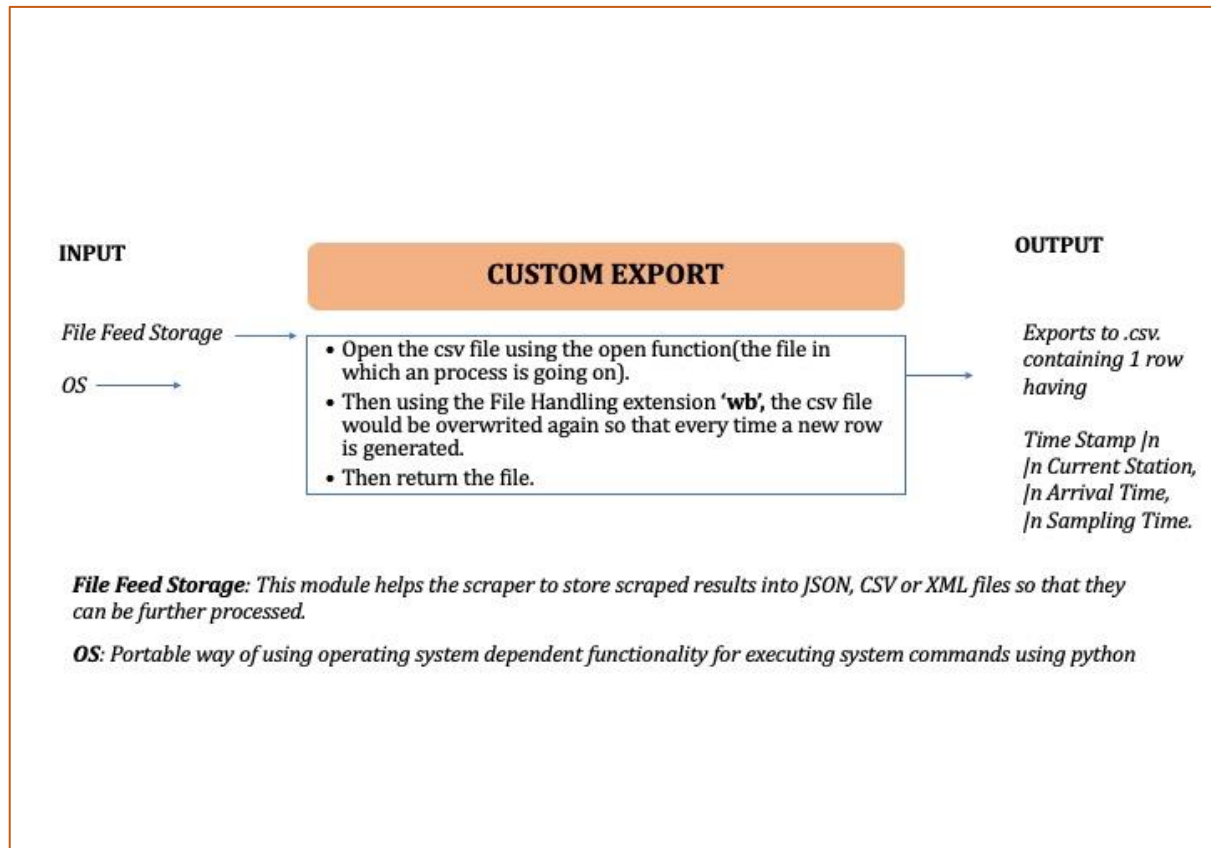 INPUT
CUSTOM EXPORT
OUTPUT
File Feed Storage
OS
• Open the csv file using the open function(the file in
which an process is going on).
• Then using the File Handling extension ‘wb’, the csv file
would be overwrited again so that every time a new row
is generated.
• Then return the file.
Exports to .csv.
containing 1 row
having
Time Stamp |n
|n Current Station,
|n Arrival Time,
|n Sampling Time.
File Feed Storage: This module helps the scraper to store scraped results into JSON, CSV or XML files so that they
can be further processed.
OS: Portable way of using operating system dependent functionality for executing system commands using python